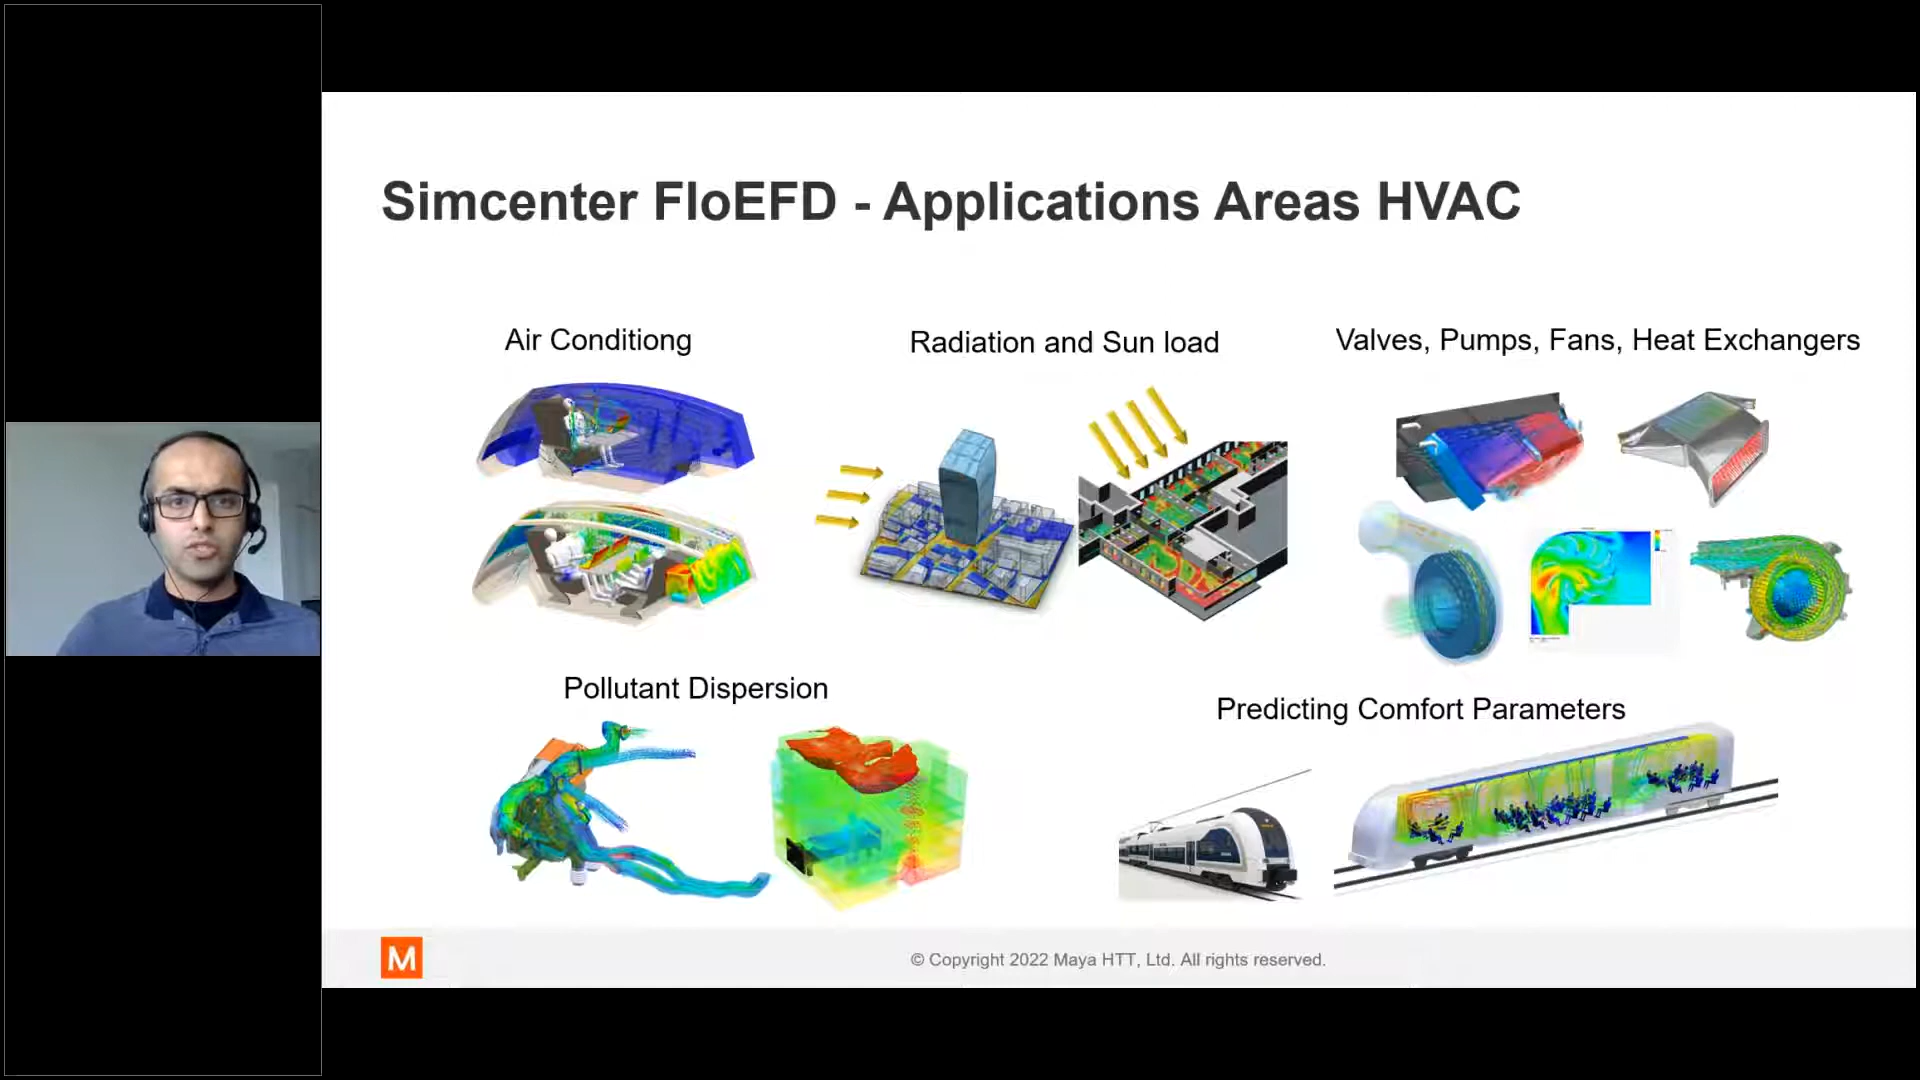 Simcenter FloEFD - Applications Areas HVAC
Air Conditiong
Radiation and Sun load
Valves, Pumps, Fans, Heat Exchangers
Pollutant Dispersion
Predicting Comfort Parameters
M
© Copyright 2022 Maya HTT, Ltd. All rights reserved.